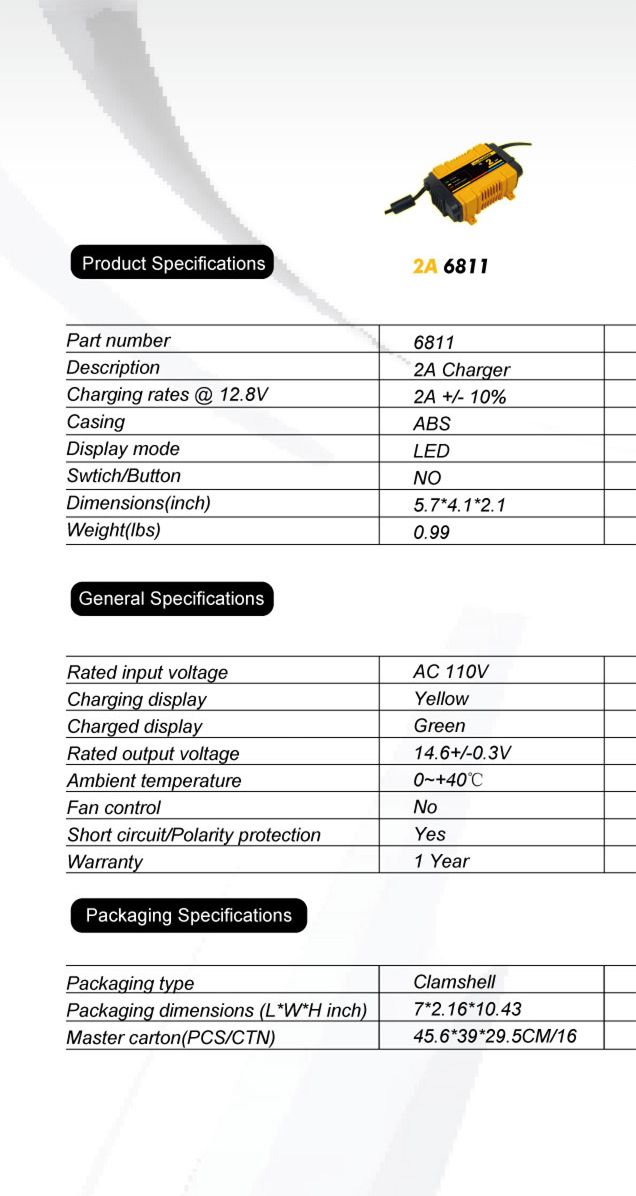 Product Specifications
2A 6811
Part number 6811
Description 2A Charger
Charging rates @ 12.8V 2A +/- 10%
Casing ABS
Display mode LED
Swtich/Button NO
Dimensions(inch) 5.7*4.1*2.1
Weight(lbs) 0.99
General Specifications
Rated input voltage AC 110V
Charging display Yellow
Charged display Green
Rated output voltage 14.6+/-0.3V
Ambient temperature 0~+40℃
Fan control No
Short circuit/Polarity protection Yes
Warranty 1 Year
Packaging Specifications
Packaging type Clamshell
Packaging dimensions (L*W*H inch) 7*2.16*10.43
Master carton(PCS/CTN) 45.6*39*29.5CM/16